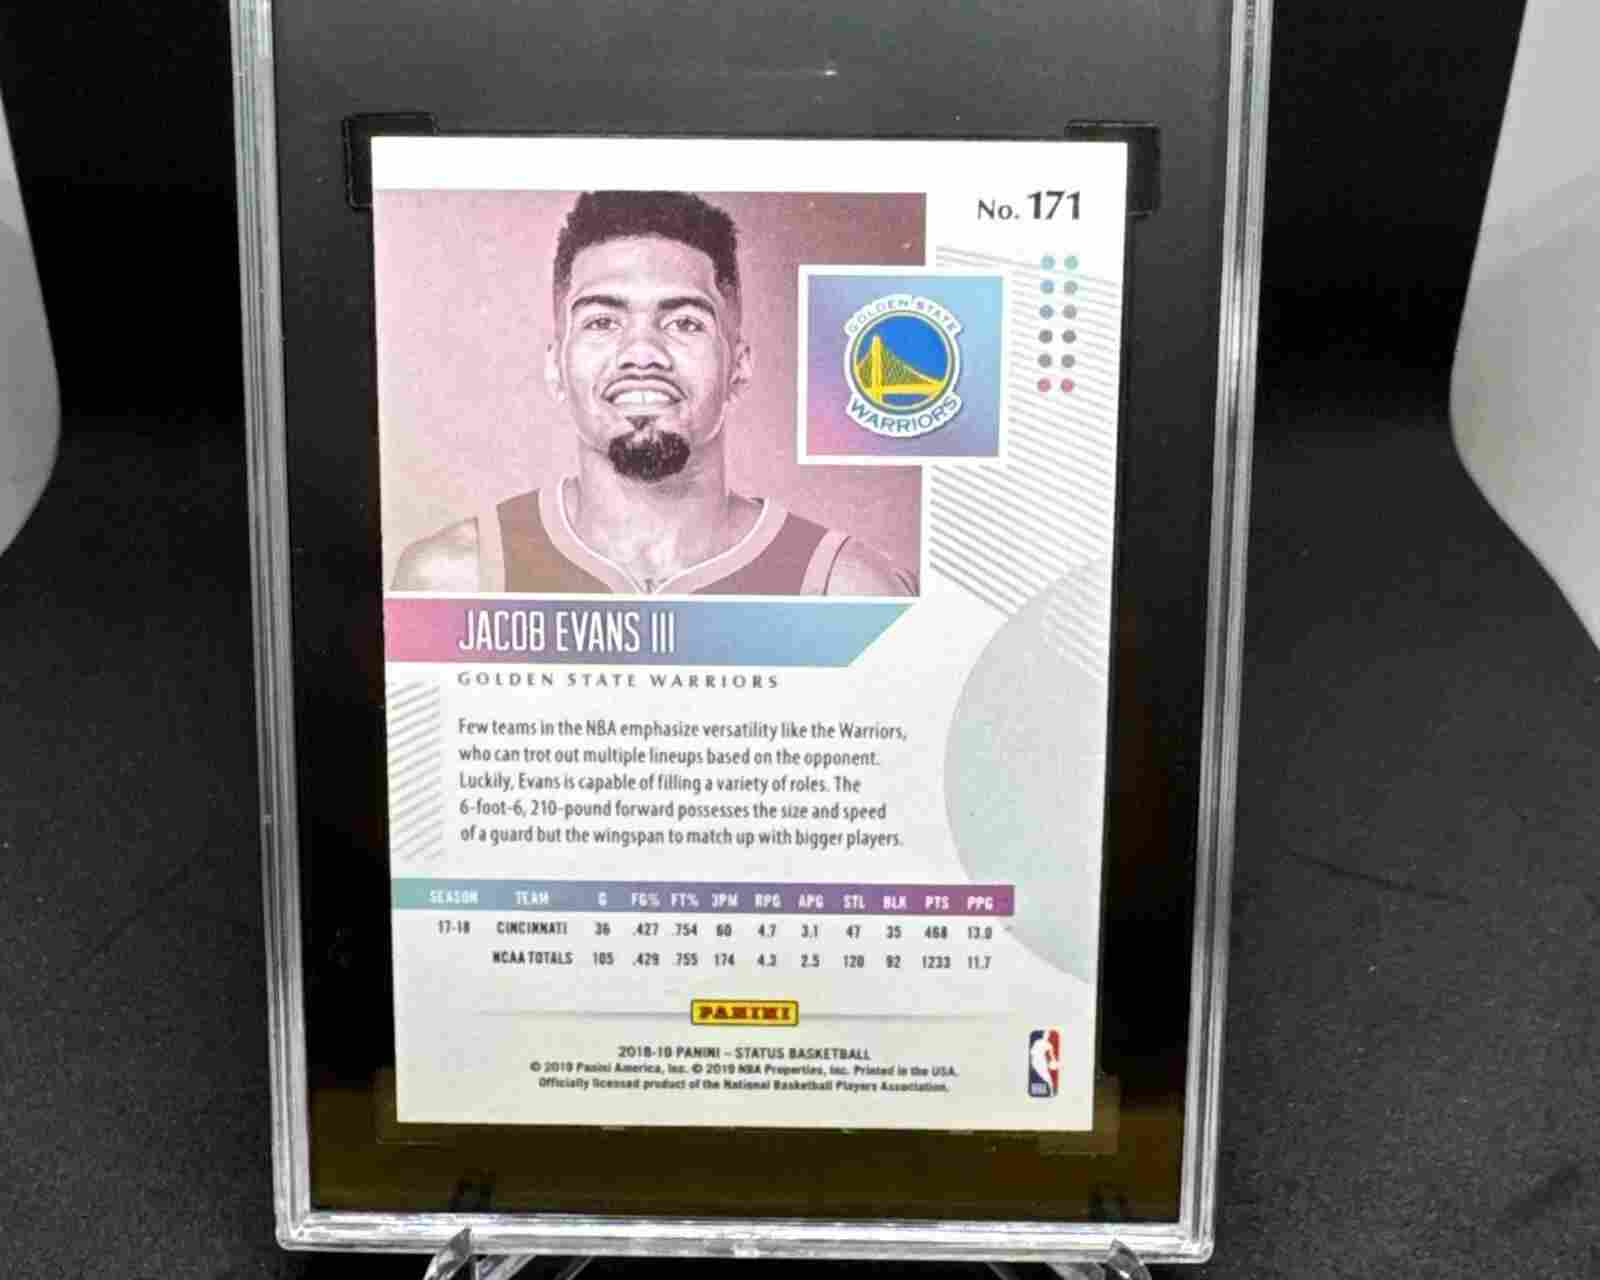 No. 171
GOLDEN STATE
WARRIORS
JACOB EVANS III
GOLDEN STATE WARRIORS
Few teams in the NBA emphasize versatility like the Warriors,
who can trot out multiple lineups based on the opponent.
Luckily, Evans is capable of filling a variety of roles. The
6-foot-6, 210-pound forward possesses the size and speed
of a guard but the wingspan to match up with bigger players.
SEASON TEAM G FG% FT% 3PM RPG APG STL BLK PTS PPG
17-18 CINCINNATI 36 .427 .754 60 4.7 3.1 47 35 468 13.0
NCAA TOTALS 105 .429 .755 174 4.3 2.5 120 92 1233 11.7
PANINI
2018-19 PANINI – STATUS BASKETBALL
© 2019 Panini America, Inc. © 2019 NBA Properties, Inc. Printed in the USA.
Officially licensed product of the National Basketball Players Association.
NBA